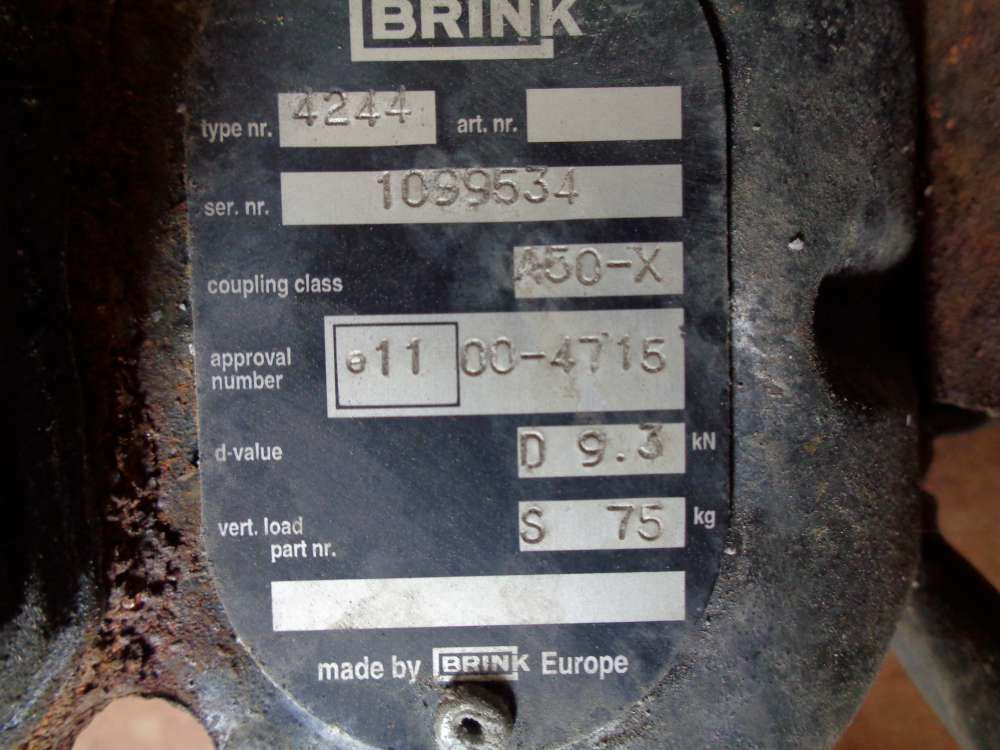 BRINK
type nr. 4244 art. nr.
ser. nr. 1099534
coupling class A50-X
approval number e11 00-4715
d-value D 9.3 kN
vert. load S 75 kg
part nr.
made by BRINK Europe